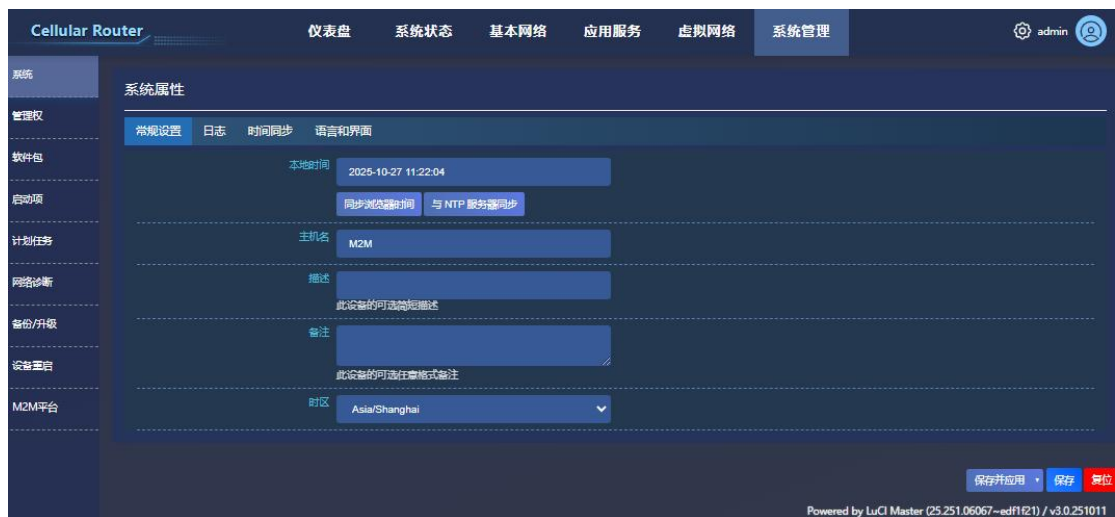 Cellular Router 仪表盘 系统状态 基本网络 应用服务 虚拟网络 系统管理 admin
系统
管理权
软件包
启动项
计划任务
网络诊断
备份/升级
设备重启
M2M平台
系统属性
常规设置 日志 时间同步 语言和界面
本地时间 2025-10-27 11:22:04
同步浏览器时间 与 NTP 服务器同步
主机名 M2M
描述
此设备的可选简短描述
备注
此设备的可选任意格式备注
时区 Asia/Shanghai
保存并应用 保存 复位
Powered by LuCI Master (25.251.06067~edf1f21) / v3.0.251011